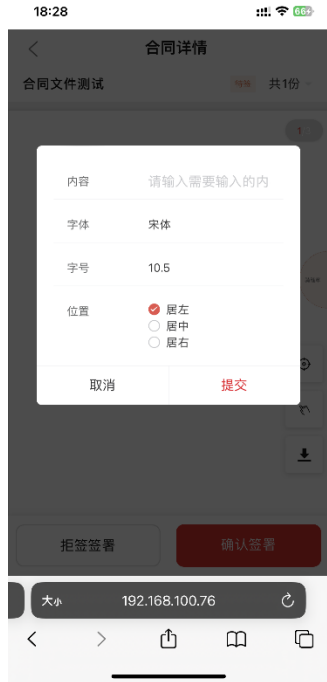 18:28
66
合同详情
合同文件测试
共1份
1
内容 请输入需要输入的内
字体 宋体
字号 10.5
位置 居左
居中
居右
取消 提交
拒签签署 确认签署
大小 192.168.100.76